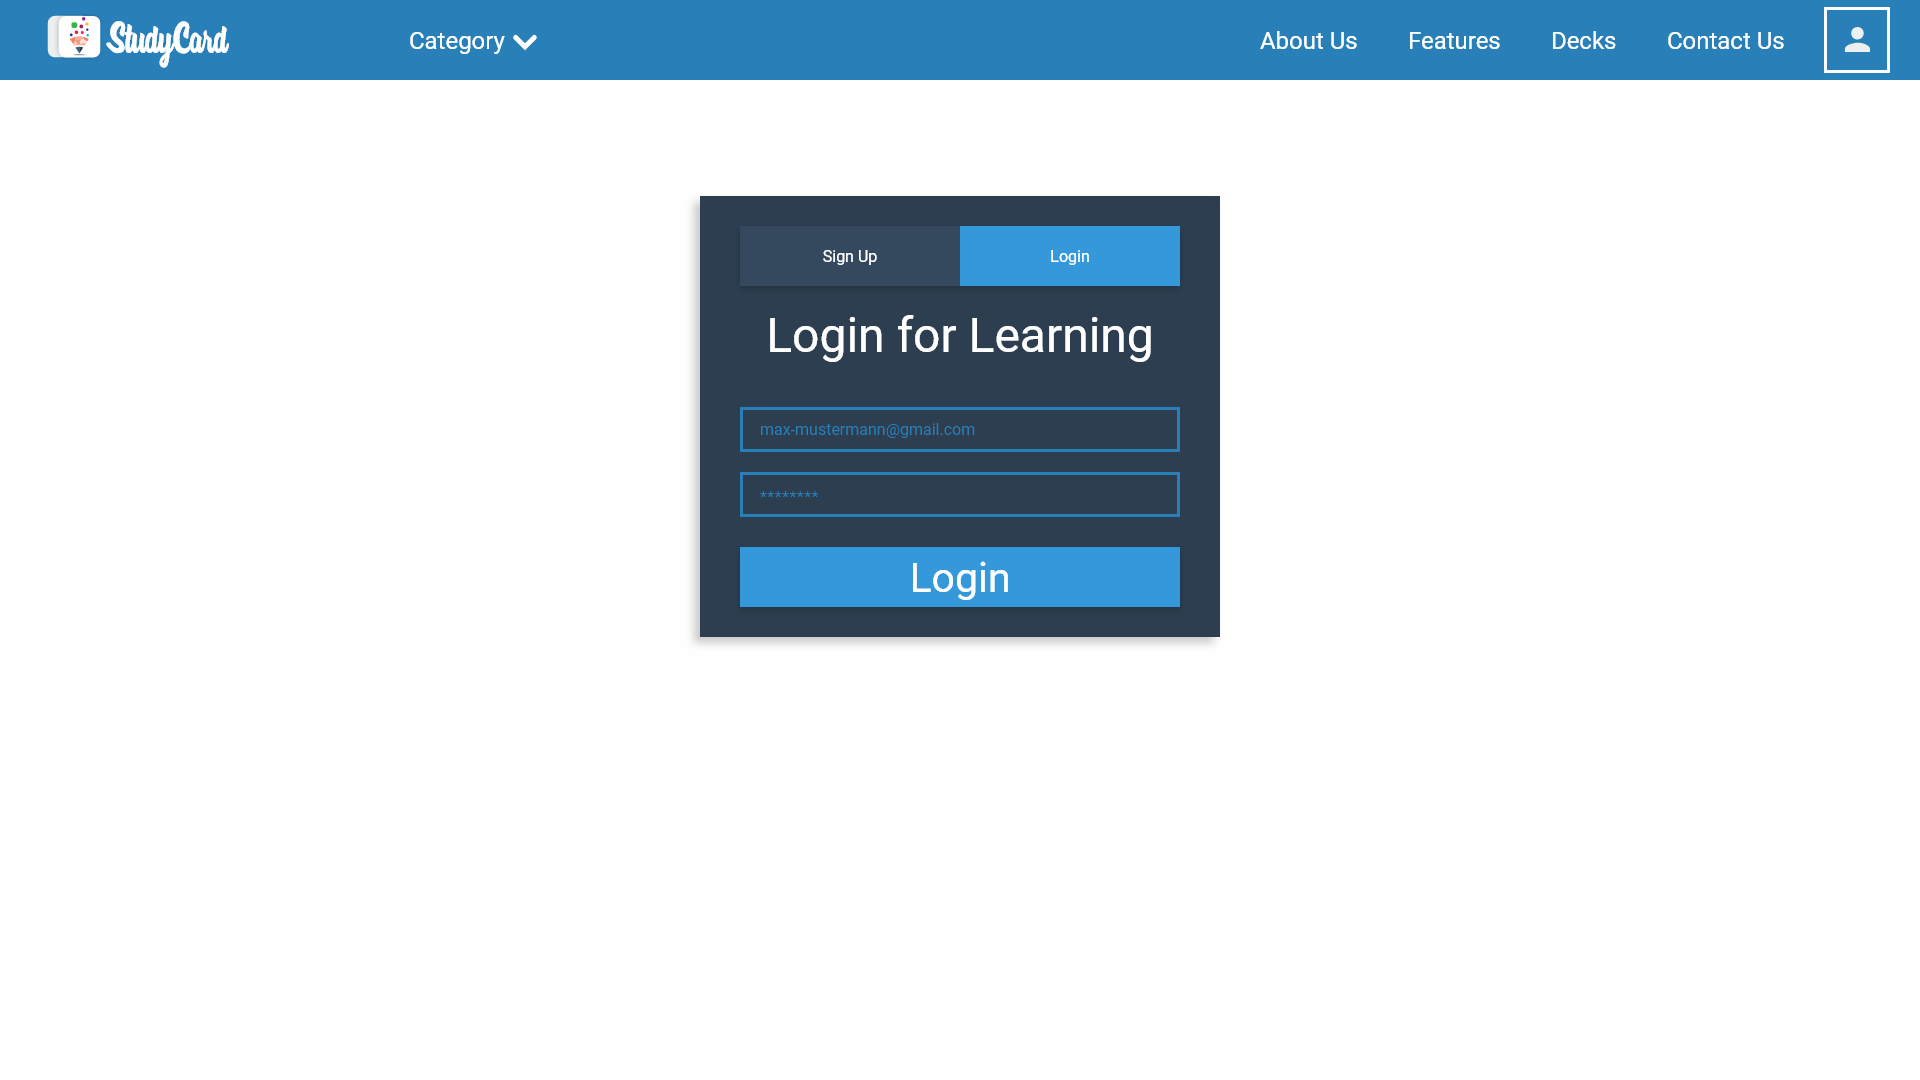 StudyCard
Category
About Us
Features
Decks
Contact Us
Sign Up
Login
Login for Learning
max-mustermann@gmail.com
********
Login